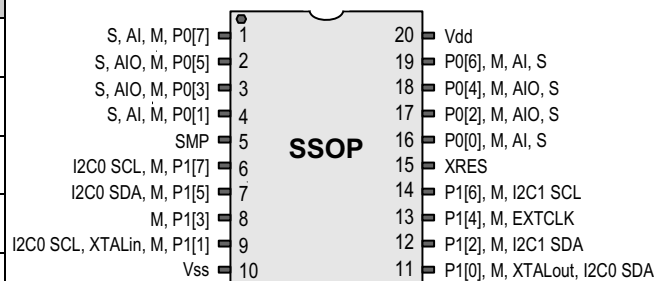 S, AI, M, P0[7] 1 20 Vdd
S, AIO, M, P0[5] 2 19 P0[6], M, AI, S
S, AIO, M, P0[3] 3 18 P0[4], M, AIO, S
S, AI, M, P0[1] 4 17 P0[2], M, AIO, S
SMP 5 16 P0[0], M, AI, S
SSOP
I2C0 SCL, M, P1[7] 6 15 XRES
I2C0 SDA, M, P1[5] 7 14 P1[6], M, I2C1 SCL
M, P1[3] 8 13 P1[4], M, EXTCLK
I2C0 SCL, XTALin, M, P1[1] 9 12 P1[2], M, I2C1 SDA
Vss 10 11 P1[0], M, XTALout, I2C0 SDA